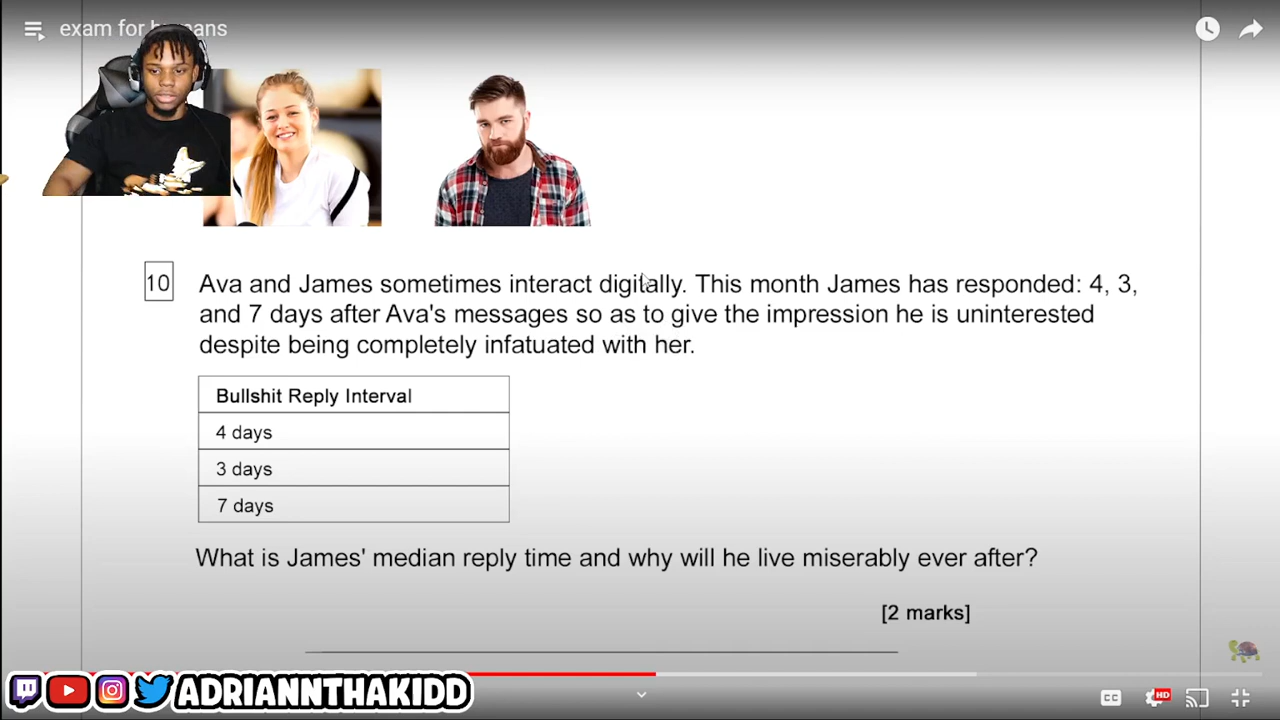 exam for humans
10
Ava and James sometimes interact digitally. This month James has responded: 4, 3,
and 7 days after Ava's messages so as to give the impression he is uninterested
despite being completely infatuated with her.
Bullshit Reply Interval
4 days
3 days
7 days
What is James' median reply time and why will he live miserably ever after?
[2 marks]
ADRIANNTHAKIDD
CC
HD